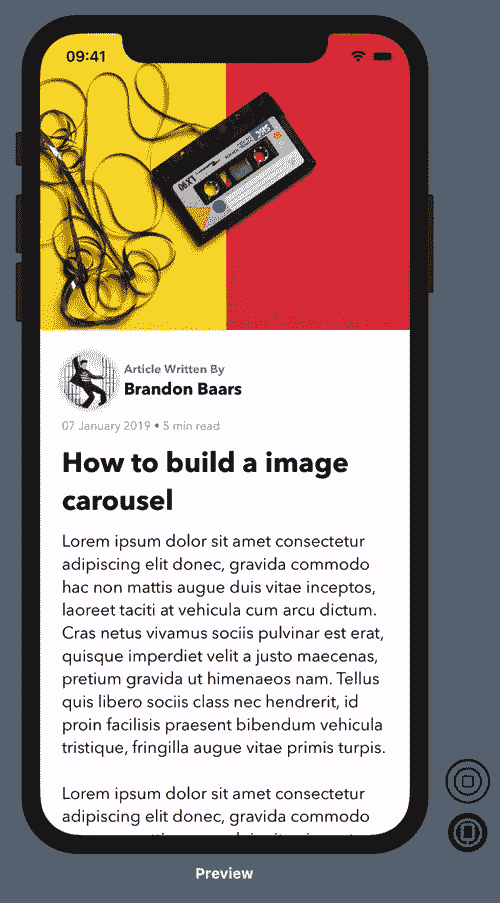 09:41
LX90
Article Written By
Brandon Baars
07 January 2019 • 5 min read
How to build a image
carousel
Lorem ipsum dolor sit amet consectetur
adipiscing elit donec, gravida commodo
hac non mattis augue duis vitae inceptos,
laoreet taciti at vehicula cum arcu dictum.
Cras netus vivamus sociis pulvinar est erat,
quisque imperdiet velit a justo maecenas,
pretium gravida ut himenaeos nam. Tellus
quis libero sociis class nec hendrerit, id
proin facilisis praesent bibendum vehicula
tristique, fringilla augue vitae primis turpis.
Lorem ipsum dolor sit amet consectetur
adipiscing elit donec, gravida commodo
Preview